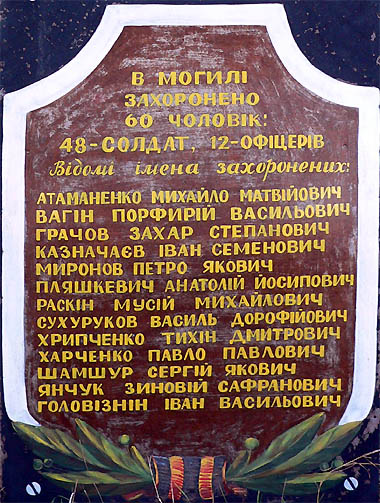 В МОГИЛІ
ЗАХОРОНЕНО
60 ЧОЛОВІК:
48-СОЛДАТ, 12-ОФІЦЕРІВ
Відомі імена захоронених:
АТАМАНЕНКО МИХАЙЛО МАТВІЙОВИЧ
ВАГІН ПОРФИРІЙ ВАСИЛЬОВИЧ
ГРАЧОВ ЗАХАР СТЕПАНОВИЧ
КАЗНАЧАЄВ ІВАН СЕМЕНОВИЧ
МИРОНОВ ПЕТРО ЯКОВИЧ
ПЛЯШКЕВИЧ АНАТОЛІЙ ЙОСИПОВИЧ
РАСКІН МУСІЙ МИХАЙЛОВИЧ
СУХУРУКОВ ВАСИЛЬ ДОРОФІЙОВИЧ
ХРИПЧЕНКО ТИХІН ДМИТРОВИЧ
ХАРЧЕНКО ПАВЛО ПАВЛОВИЧ
ШАМШУР СЕРГІЙ ЯКОВИЧ
ЯНЧУК ЗИНОВІЙ САФРАНОВИЧ
ГОЛОВІЗНІН ІВАН ВАСИЛЬОВИЧ